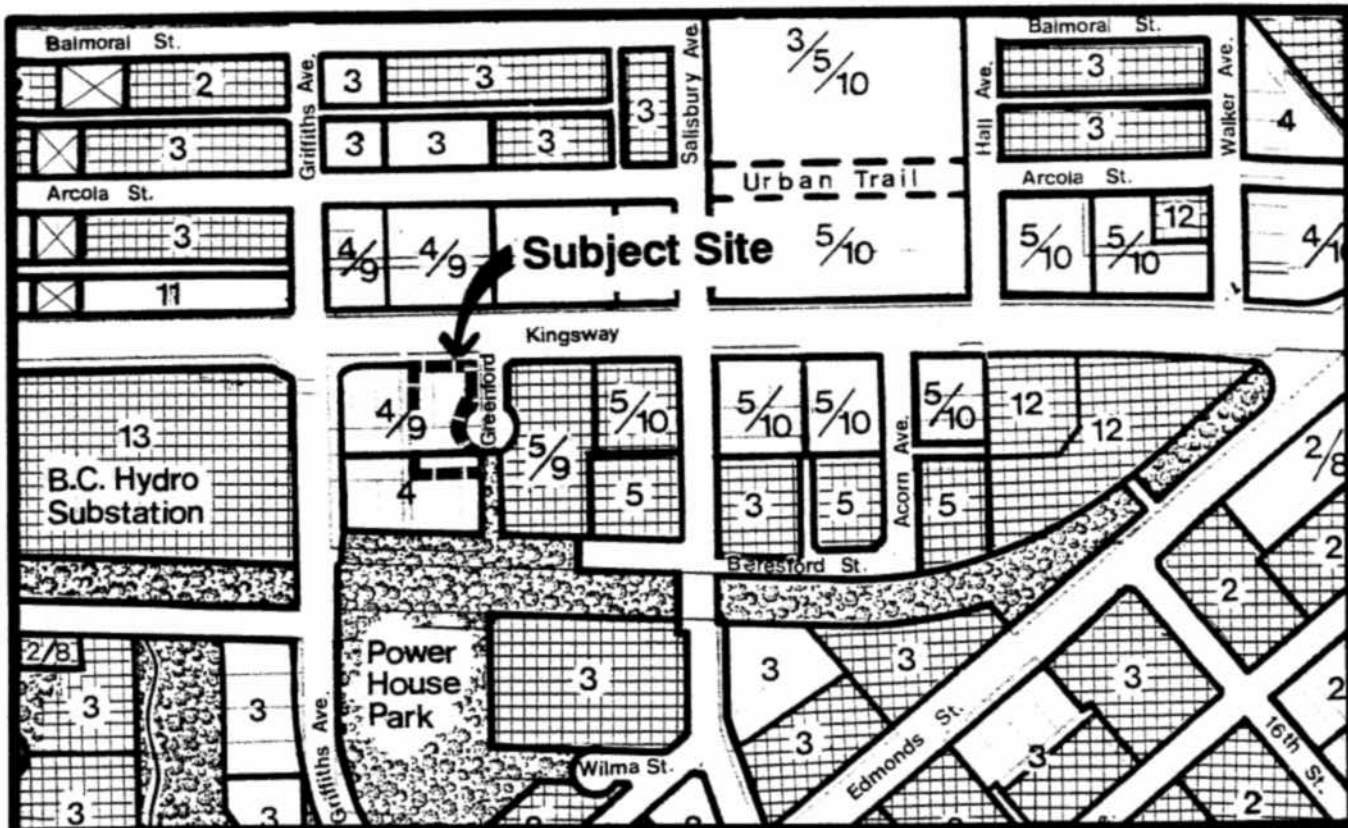 Balmoral St.
Balmoral St.
2
3
3
3/5/10
3
Griffiths Ave.
Salisbury Ave.
Hall Ave.
Walker Ave.
2
3
4
3
3
3
3
3
Urban Trail
Arcola St.
Arcola St.
3
4/9
4/9
5/10
5/10
5/10
12
Subject Site
11
Kingsway
4/9
Greenford
5/9
5/10
5/10
5/10
Acorn Ave.
5/10
12
12
13
B.C. Hydro
Substation
4
5
3
5
5
2/8
Beresford St.
2
2
2/8
3
3
Griffiths Ave.
Power
House
Park
3
3
3
3
3
Edmonds St.
3
2
16th St.
Wilma St.
3
3
3
2